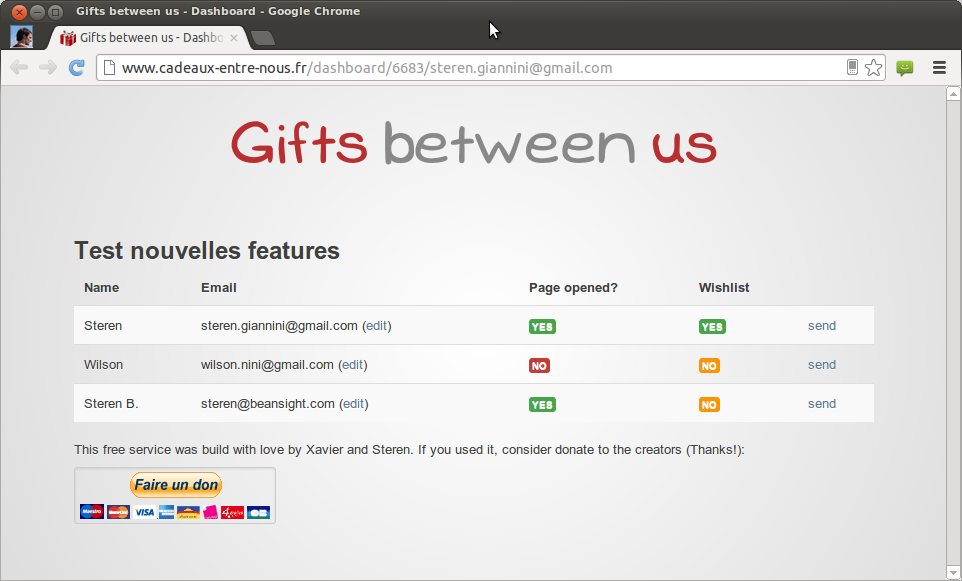 Gifts between us - Dashboard - Google Chrome
Gifts between us - Dashbo
www.cadeaux-entre-nous.fr/dashboard/6683/steren.giannini@gmail.com
Gifts between us
Test nouvelles features
Name Email Page opened? Wishlist
Steren steren.giannini@gmail.com (edit) YES YES send
Wilson wilson.nini@gmail.com (edit) NO NO send
Steren B. steren@beansight.com (edit) YES NO send
This free service was build with love by Xavier and Steren. If you used it, consider donate to the creators (Thanks!):
Faire un don
Maestro MasterCard VISA